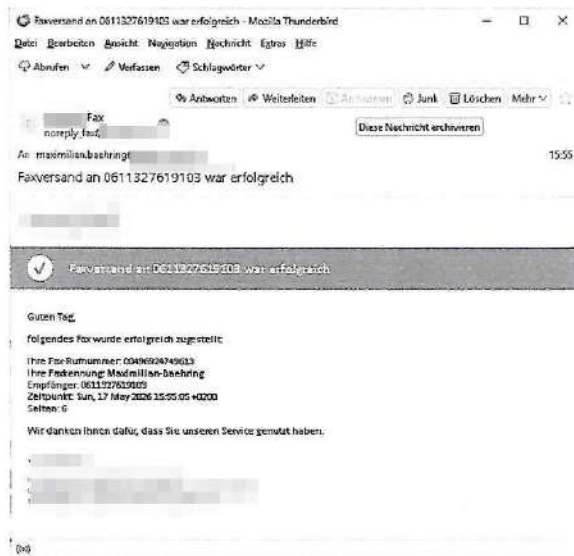 Faxversand an 0611327619103 war erfolgreich - Mozilla Thunderbird
Datei Bearbeiten Ansicht Navigation Nachricht Extras Hilfe
Abrufen Verfassen Schlagwörter
Antworten Weiterleiten Archivieren Junk Löschen Mehr
Fax
noreply_fax
Diese Nachricht archivieren
An maximilian.baehring
15:55
Faxversand an 0611327619103 war erfolgreich
Faxversand an 0611327619103 war erfolgreich
Guten Tag,
folgendes Fax wurde erfolgreich zugestellt:
Ihre Fax-Rufnummer: 00496924749613
Ihre Faxkennung: Maximilian-Baehring
Empfänger: 0611327619103
Zeitpunkt: Sun, 17 May 2026 15:55:05 +0200
Seiten: 6
Wir danken Ihnen dafür, dass Sie unseren Service genutzt haben.